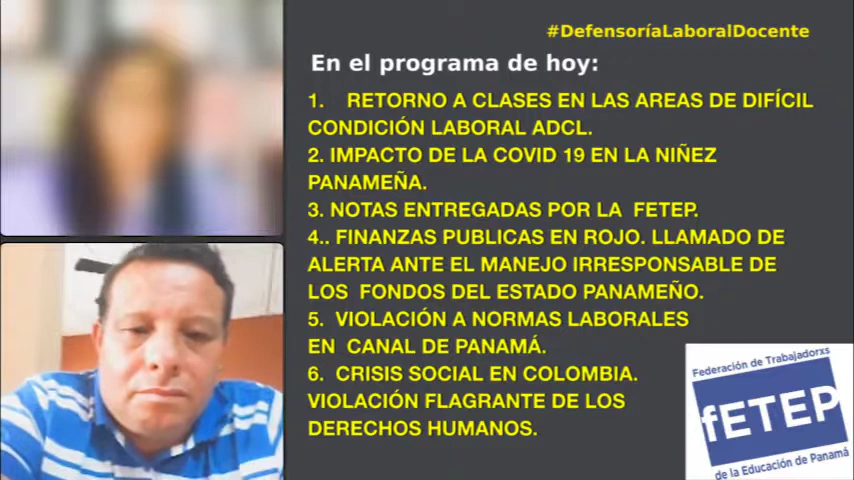 #DefensoríaLaboralDocente
En el programa de hoy:
1. RETORNO A CLASES EN LAS AREAS DE DIFÍCIL
CONDICIÓN LABORAL ADCL.
2. IMPACTO DE LA COVID 19 EN LA NIÑEZ
PANAMEÑA.
3. NOTAS ENTREGADAS POR LA FETEP.
4.. FINANZAS PUBLICAS EN ROJO. LLAMADO DE
ALERTA ANTE EL MANEJO IRRESPONSABLE DE
LOS FONDOS DEL ESTADO PANAMEÑO.
5. VIOLACIÓN A NORMAS LABORALES
EN CANAL DE PANAMÁ.
6. CRISIS SOCIAL EN COLOMBIA.
VIOLACIÓN FLAGRANTE DE LOS
DERECHOS HUMANOS.
Federación de Trabajadorxs
fETEP
de la Educación de Panamá